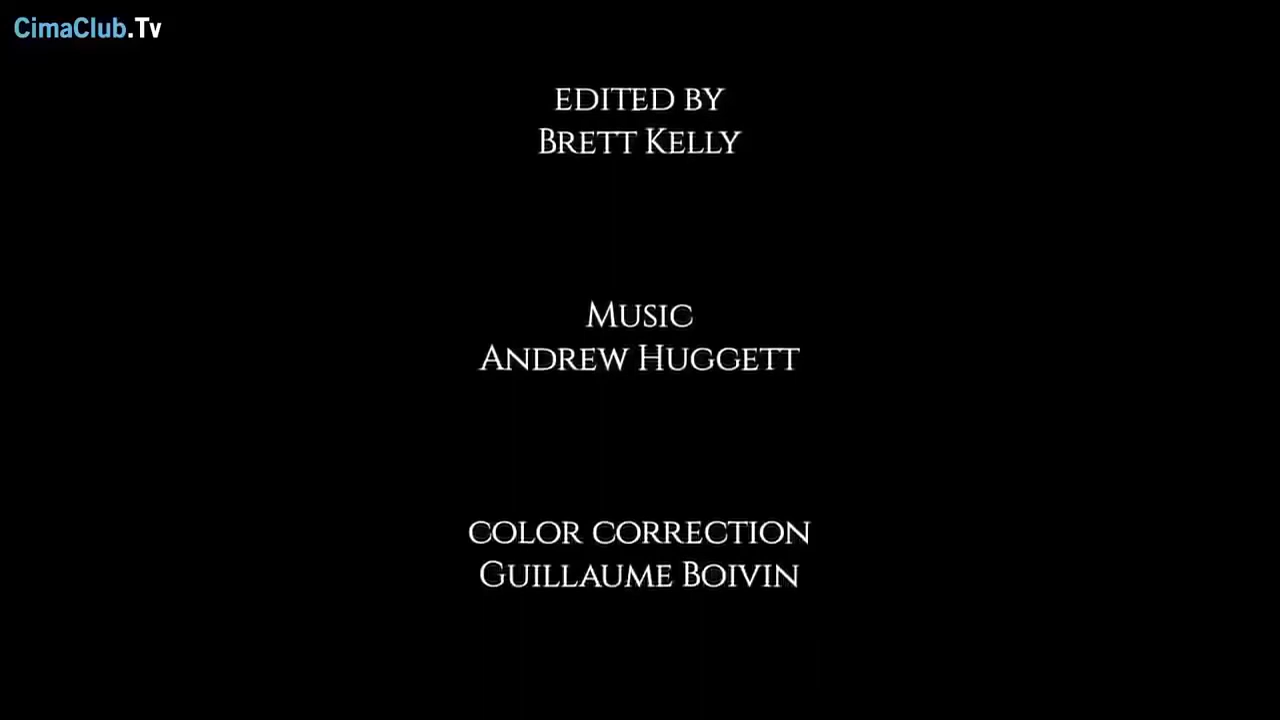 CimaClub.Tv
EDITED BY
BRETT KELLY
MUSIC
ANDREW HUGGETT
COLOR CORRECTION
GUILLAUME BOIVIN